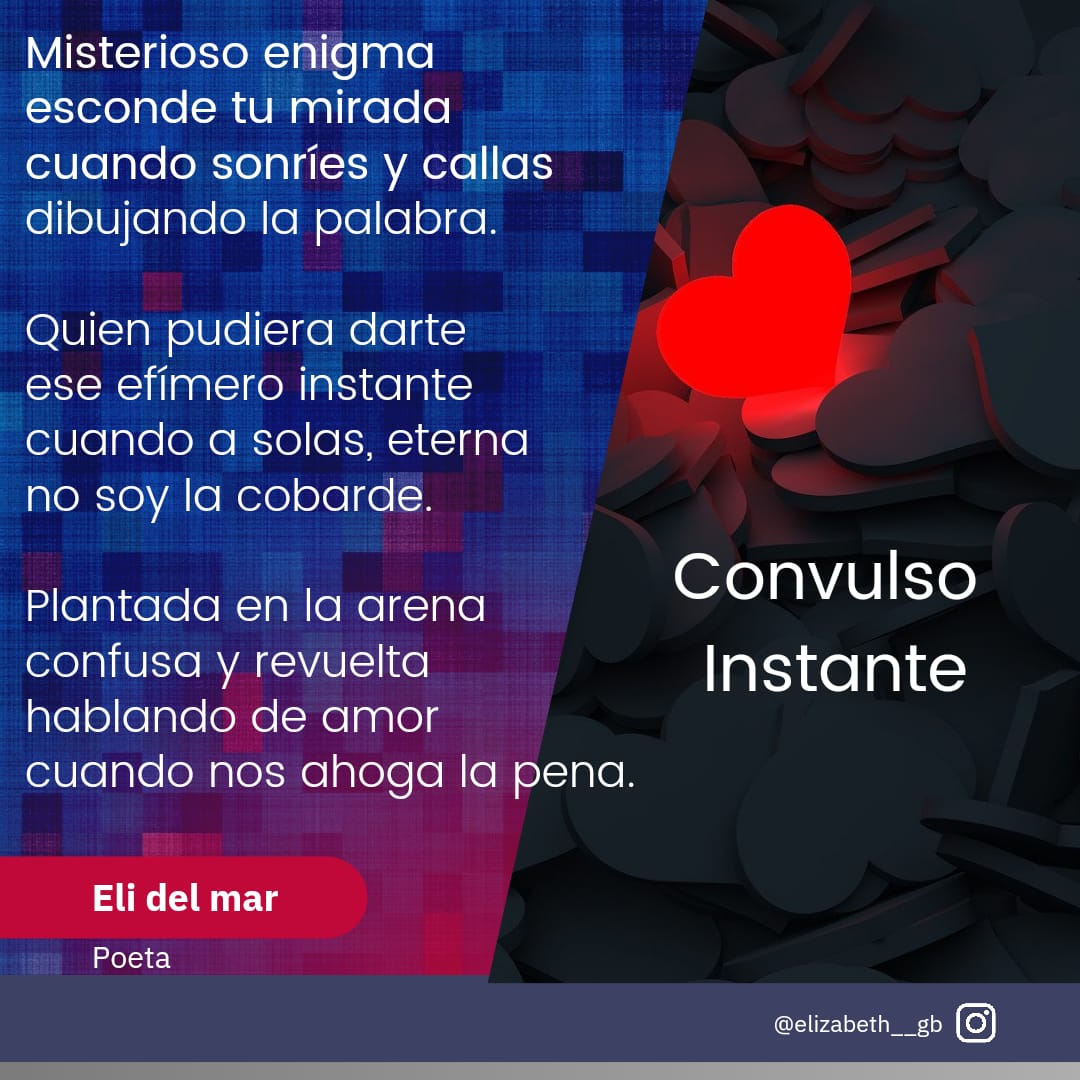 Misterioso enigma
esconde tu mirada
cuando sonríes y callas
dibujando la palabra.
Quien pudiera darte
ese efímero instante
cuando a solas, eterna
no soy la cobarde.
Plantada en la arena
confusa y revuelta
hablando de amor
cuando nos ahoga la pena.
Convulso
Instante
Eli del mar
Poeta
@elizabeth__gb